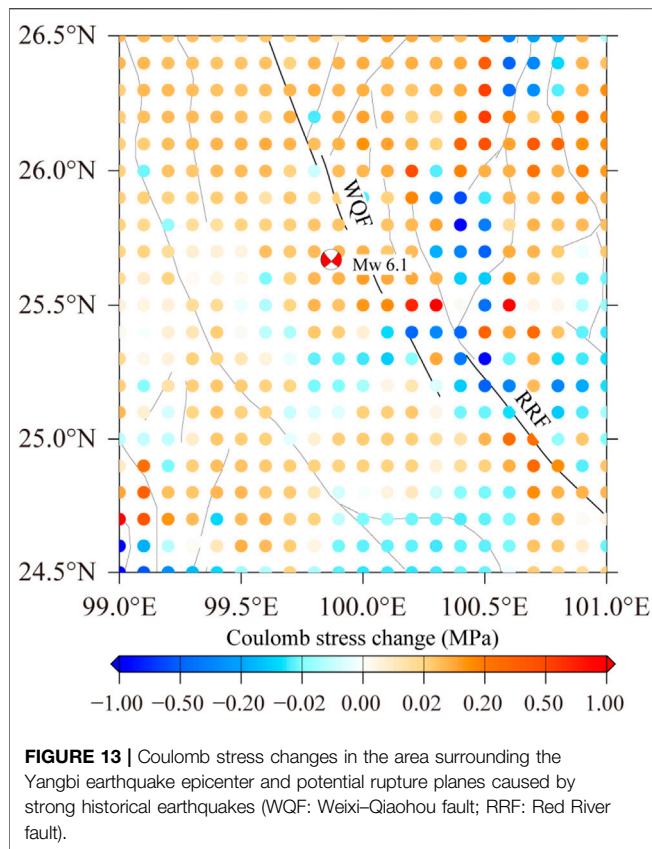 26.5°N
26.0°N
25.5°N
25.0°N
24.5°N
WQF
Mw 6.1
RRF
99.0°E 99.5°E 100.0°E 100.5°E 101.0°E
Coulomb stress change (MPa)
−1.00 −0.50 −0.20 −0.02 0.00 0.02 0.20 0.50 1.00
FIGURE 13 | Coulomb stress changes in the area surrounding the
Yangbi earthquake epicenter and potential rupture planes caused by
strong historical earthquakes (WQF: Weixi–Qiaohou fault; RRF: Red River
fault).